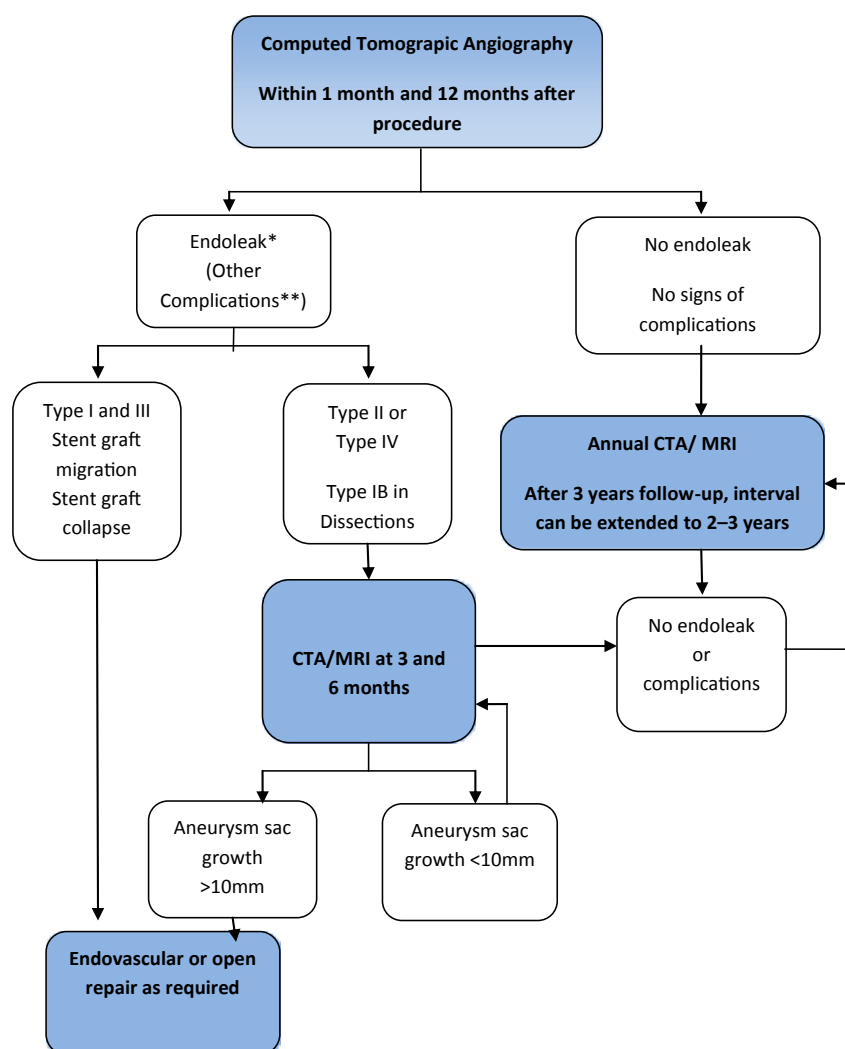 Computed Tomograpic Angiography
Within 1 month and 12 months after
procedure
Endoleak*
(Other
Complications**)
No endoleak
No signs of
complications
Type I and III
Stent graft
migration
Stent graft
collapse
Type II or
Type IV
Type IB in
Dissections
Annual CTA/ MRI
After 3 years follow-up, interval
can be extended to 2–3 years
CTA/MRI at 3 and
6 months
No endoleak
or
complications
Aneurysm sac
growth
>10mm
Aneurysm sac
growth <10mm
Endovascular or open
repair as required